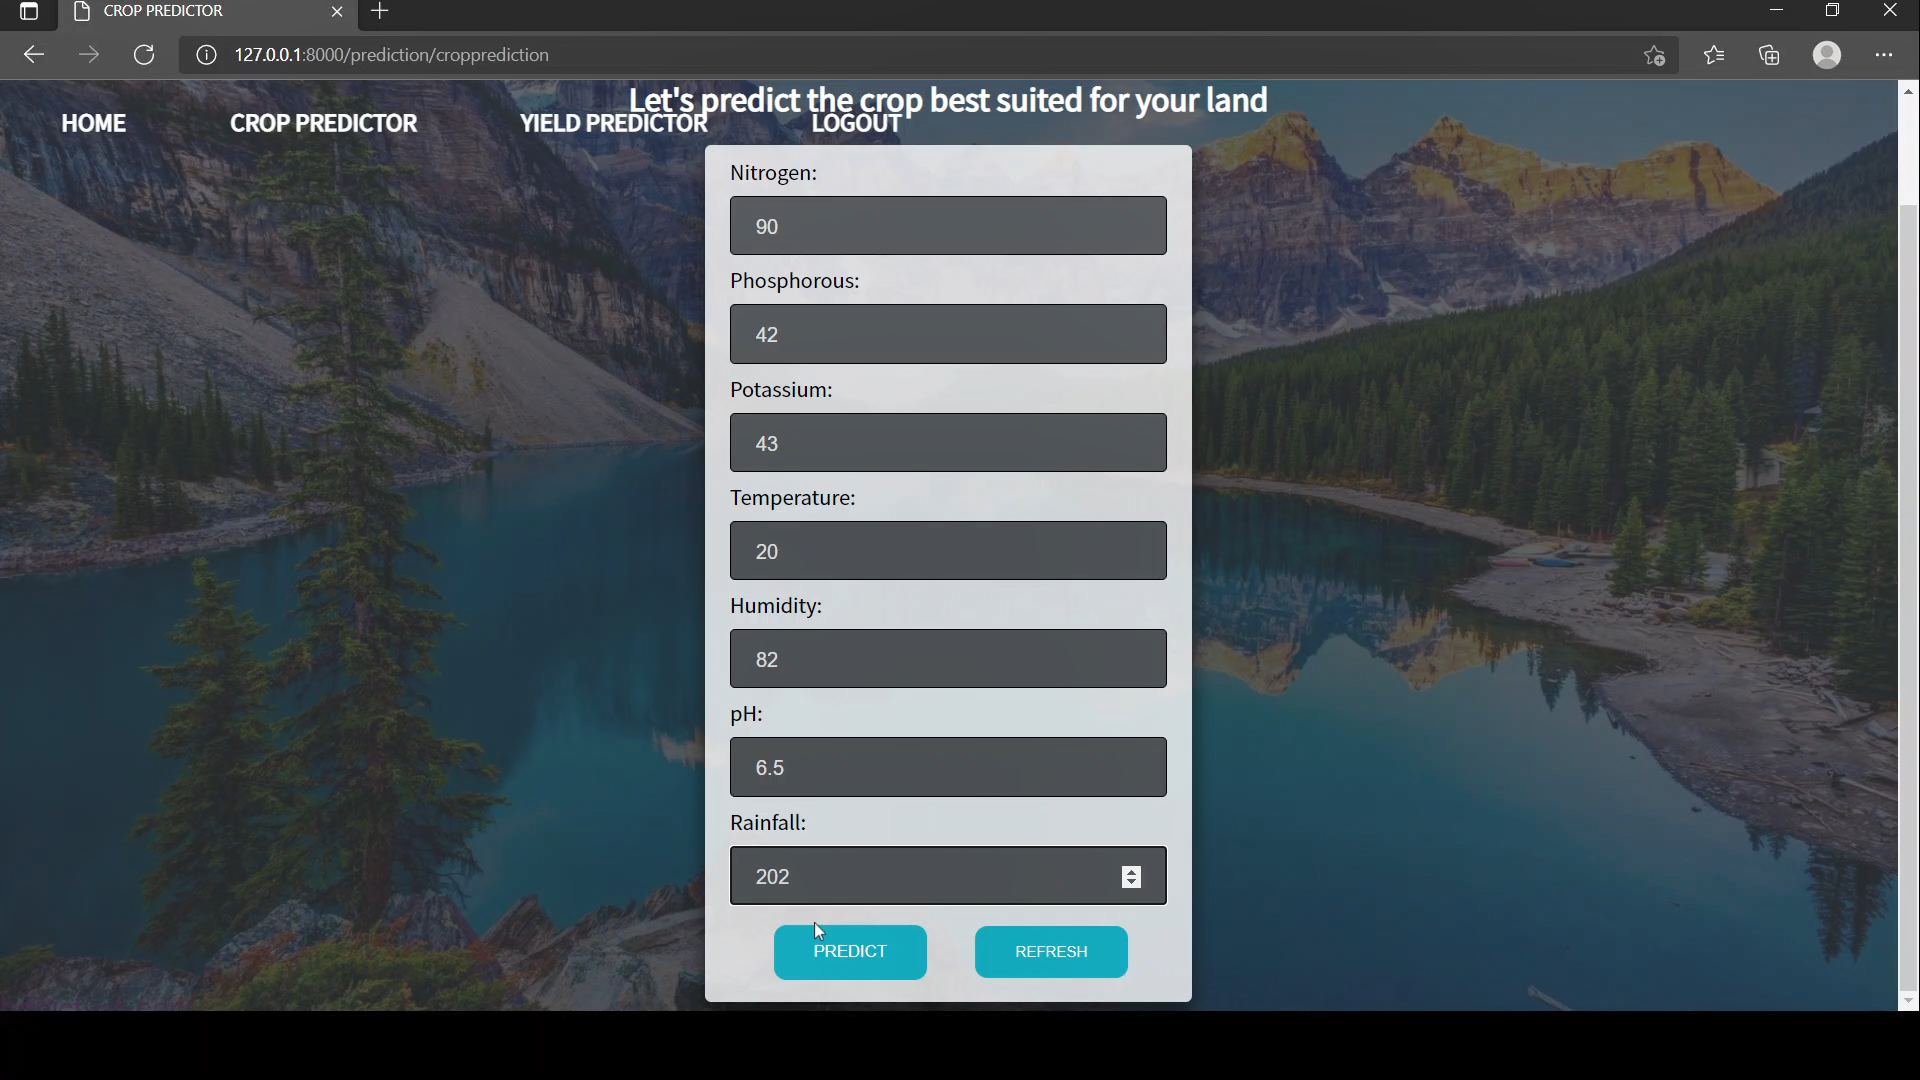 CROP PREDICTOR
127.0.0.1:8000/prediction/cropprediction
Let's predict the crop best suited for your land
HOME CROP PREDICTOR YIELD PREDICTOR LOGOUT
Nitrogen:
90
Phosphorous:
42
Potassium:
43
Temperature:
20
Humidity:
82
pH:
6.5
Rainfall:
202
PREDICT REFRESH